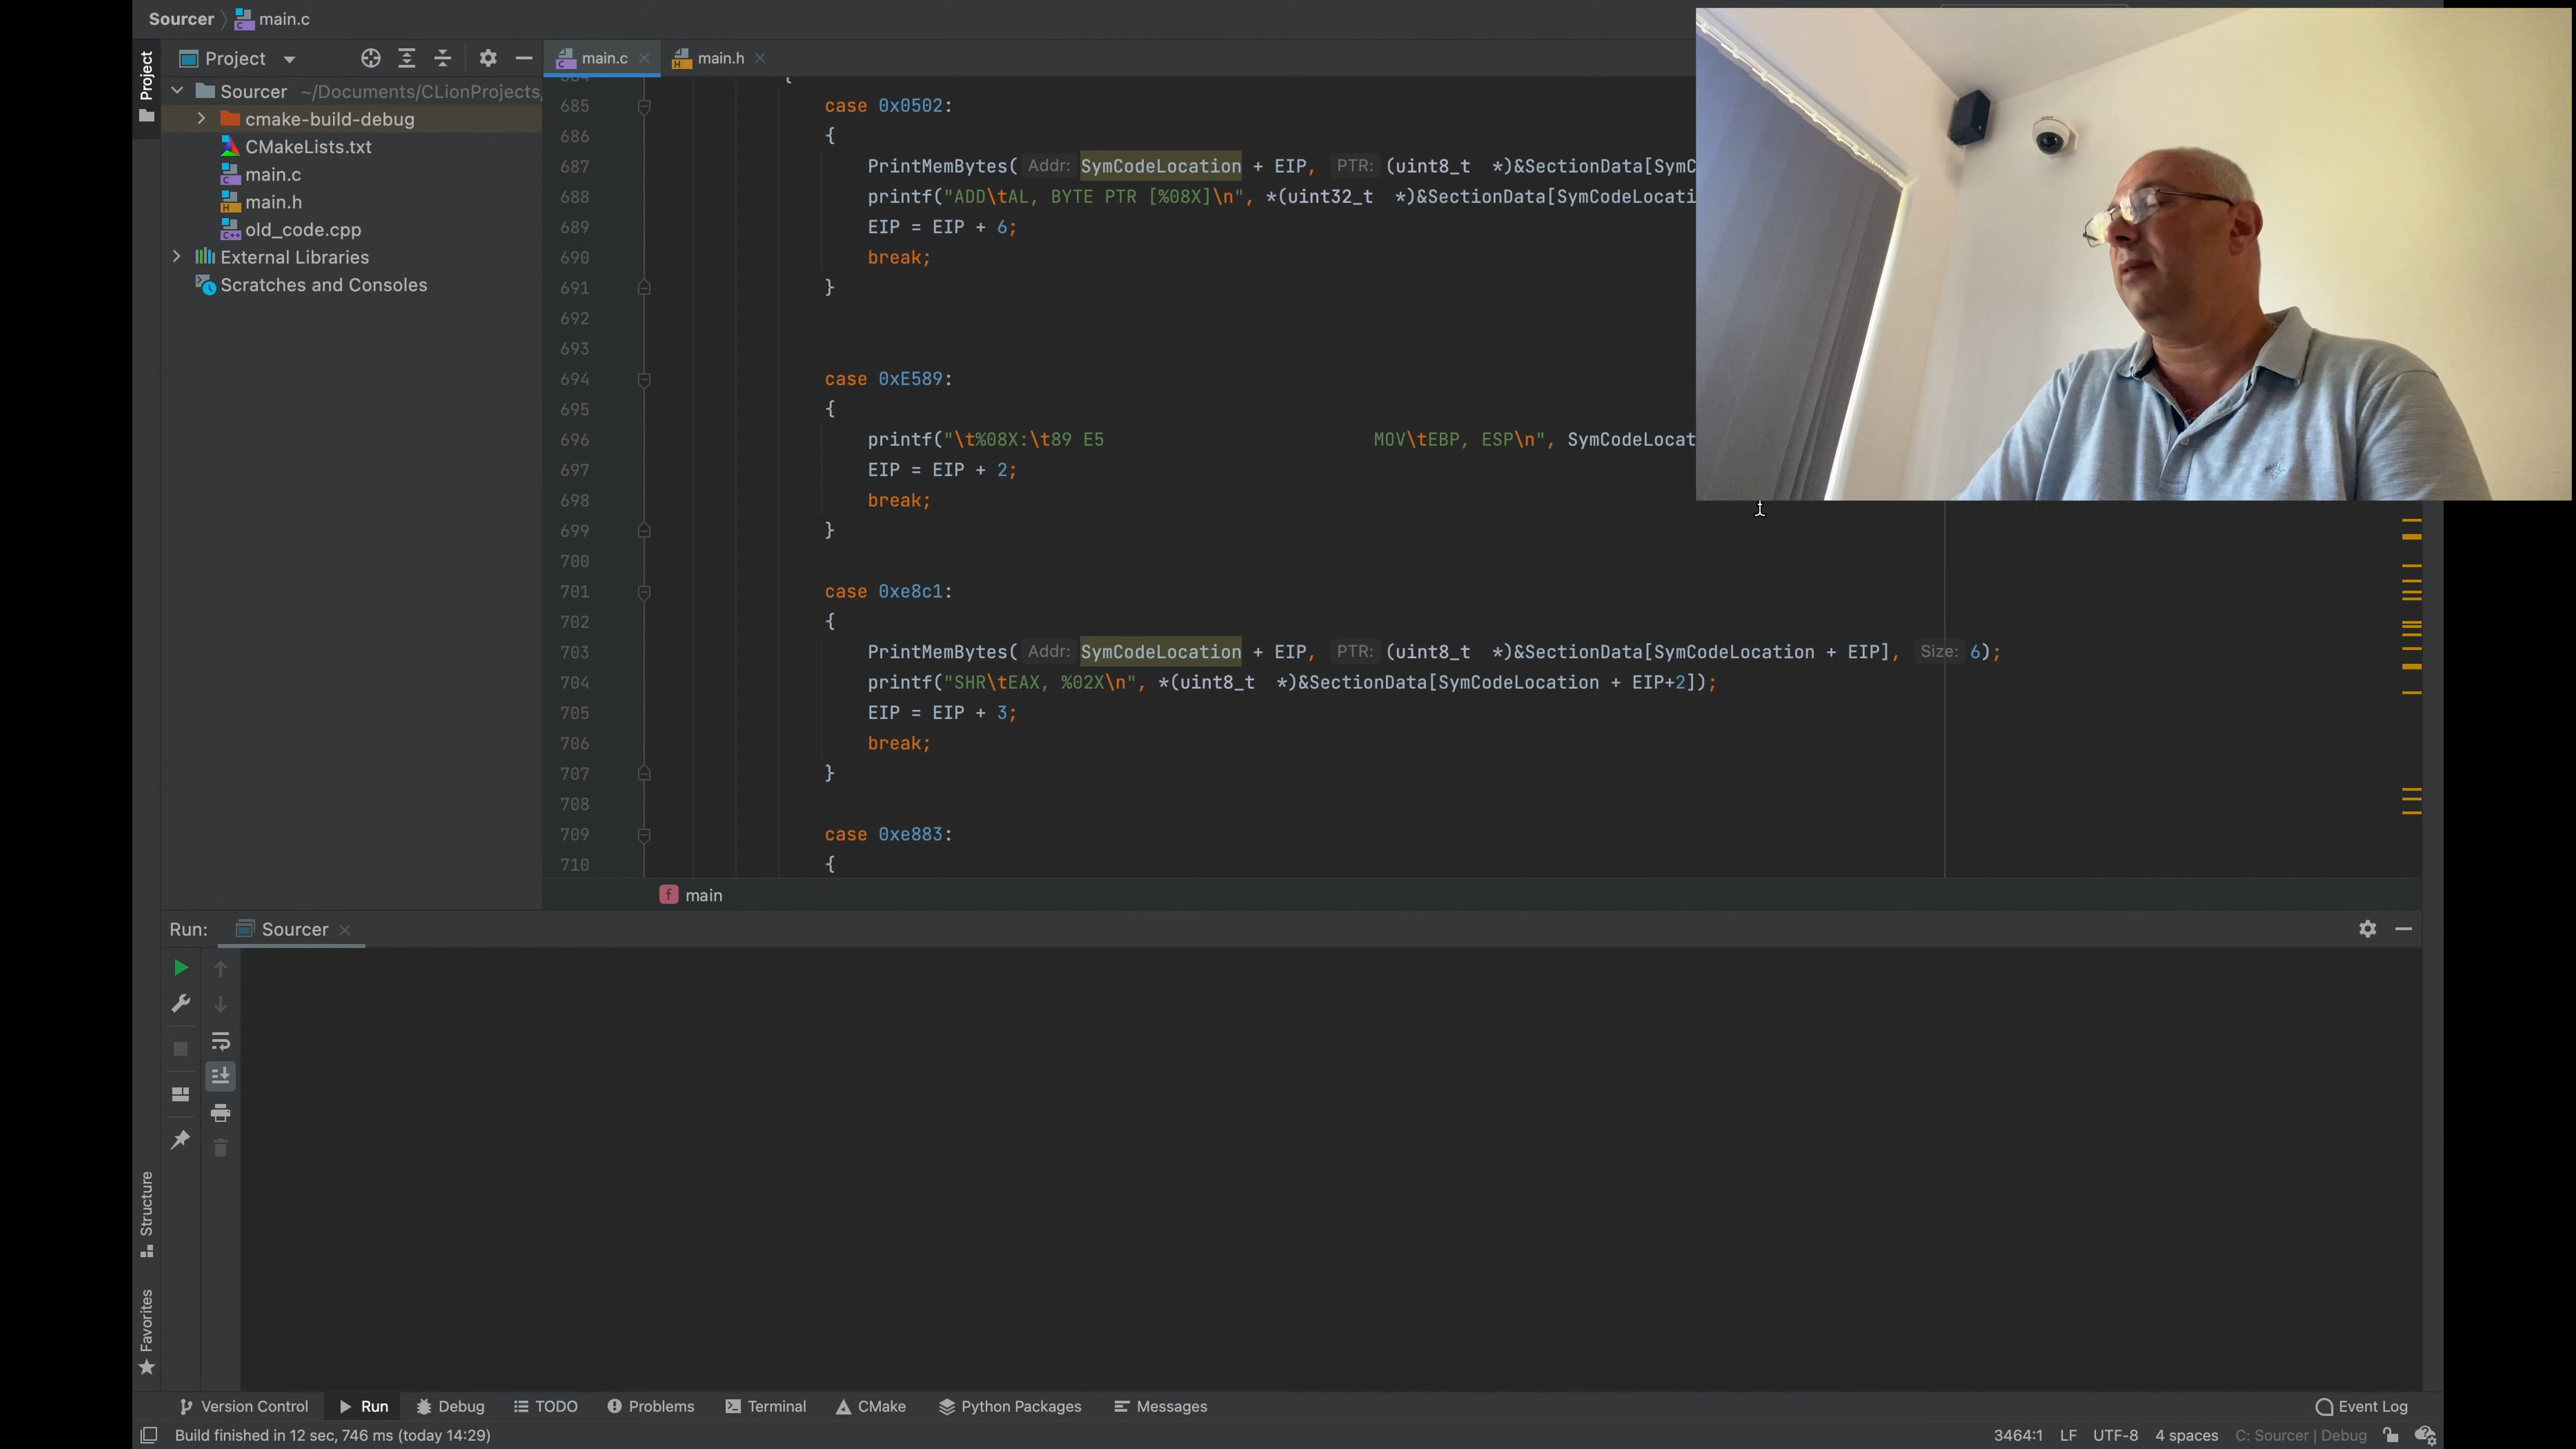 Sourcer main.c
Project
Project
main.c
main.h
Sourcer ~/Documents/CLionProjects/
cmake-build-debug
CMakeLists.txt
main.c
main.h
old_code.cpp
External Libraries
Scratches and Consoles
684 {
685 case 0x0502:
686 {
687 PrintMemBytes( Addr: SymCodeLocation + EIP, PTR: (uint8_t *)&SectionData[SymC
688 printf("ADD\tAL, BYTE PTR [%08X]\n", *(uint32_t *)&SectionData[SymCodeLocati
689 EIP = EIP + 6;
690 break;
691 }
692
693
694 case 0xE589:
695 {
696 printf("\t%08X:\t89 E5 MOV\tEBP, ESP\n", SymCodeLocat
697 EIP = EIP + 2;
698 break;
699 }
700
701 case 0xe8c1:
702 {
703 PrintMemBytes( Addr: SymCodeLocation + EIP, PTR: (uint8_t *)&SectionData[SymCodeLocation + EIP], Size: 6);
704 printf("SHR\tEAX, %02X\n", *(uint8_t *)&SectionData[SymCodeLocation + EIP+2]);
705 EIP = EIP + 3;
706 break;
707 }
708
709 case 0xe883:
710 {
f main
Run: Sourcer
Structure
Favorites
Version Control Run Debug TODO Problems Terminal CMake Python Packages Messages Event Log
Build finished in 12 sec, 746 ms (today 14:29) 3464:1 LF UTF-8 4 spaces C: Sourcer | Debug